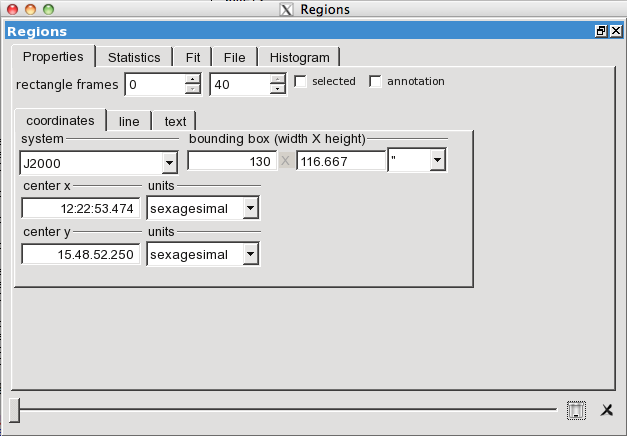 Regions
Regions
Properties Statistics Fit File Histogram
rectangle frames 0 40 selected annotation
coordinates line text
system bounding box (width X height)
J2000 130 X 116.667 "
center x units
12:22:53.474 sexagesimal
center y units
15.48.52.250 sexagesimal